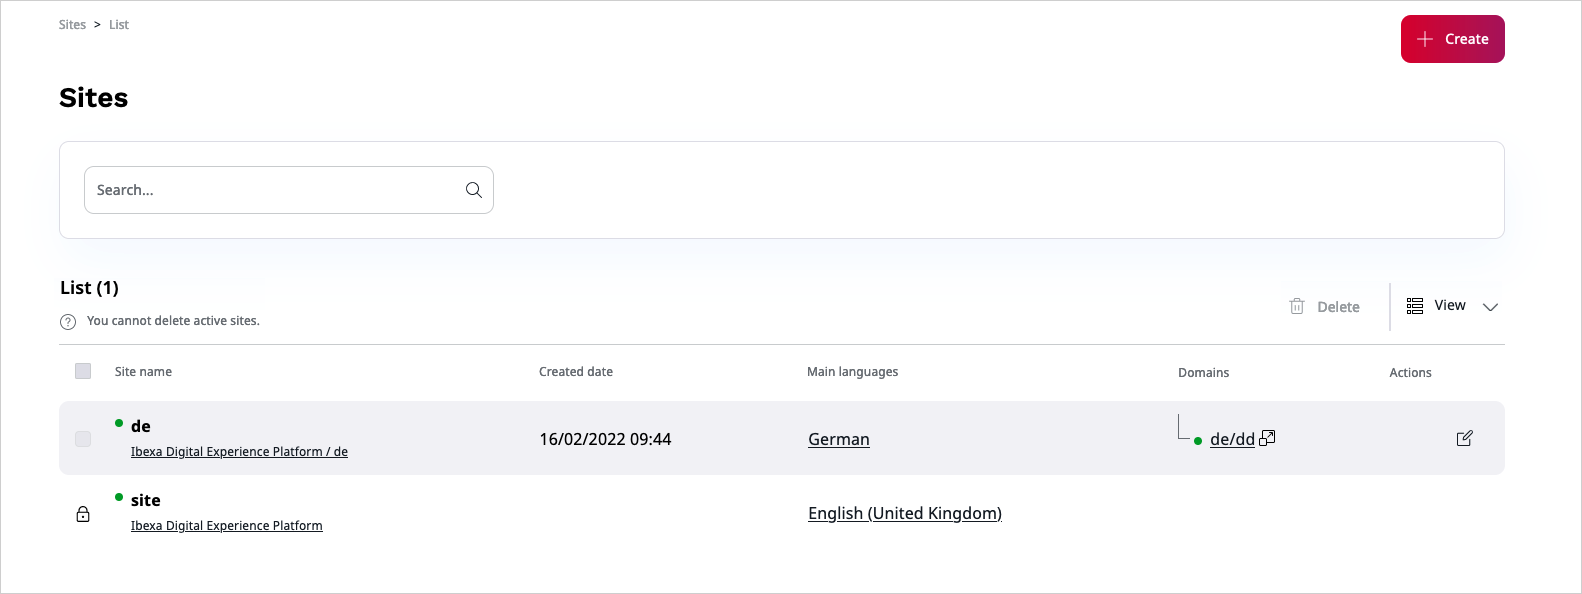 Sites > List
Create
Sites
Search...
List (1)
You cannot delete active sites.
Delete
View
Site name Created date Main languages Domains Actions
de
Ibexa Digital Experience Platform / de
16/02/2022 09:44
German
de/dd
site
Ibexa Digital Experience Platform
English (United Kingdom)